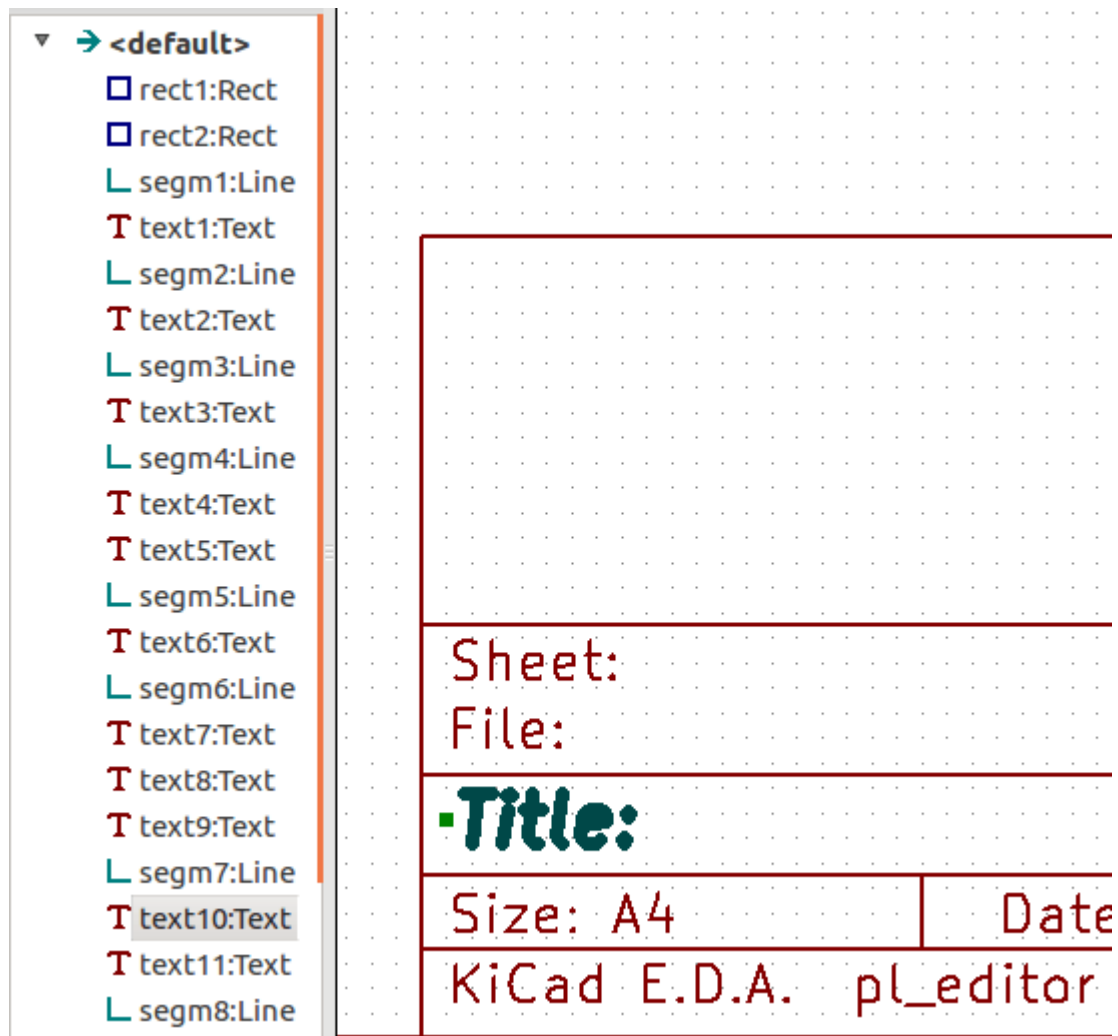 <default>
rect1:Rect
rect2:Rect
segm1:Line
text1:Text
segm2:Line
text2:Text
segm3:Line
text3:Text
segm4:Line
text4:Text
text5:Text
segm5:Line
text6:Text
segm6:Line
text7:Text
text8:Text
text9:Text
segm7:Line
text10:Text
text11:Text
segm8:Line
Sheet:
File:
Title:
Size: A4 Date
KiCad E.D.A. pl_editor